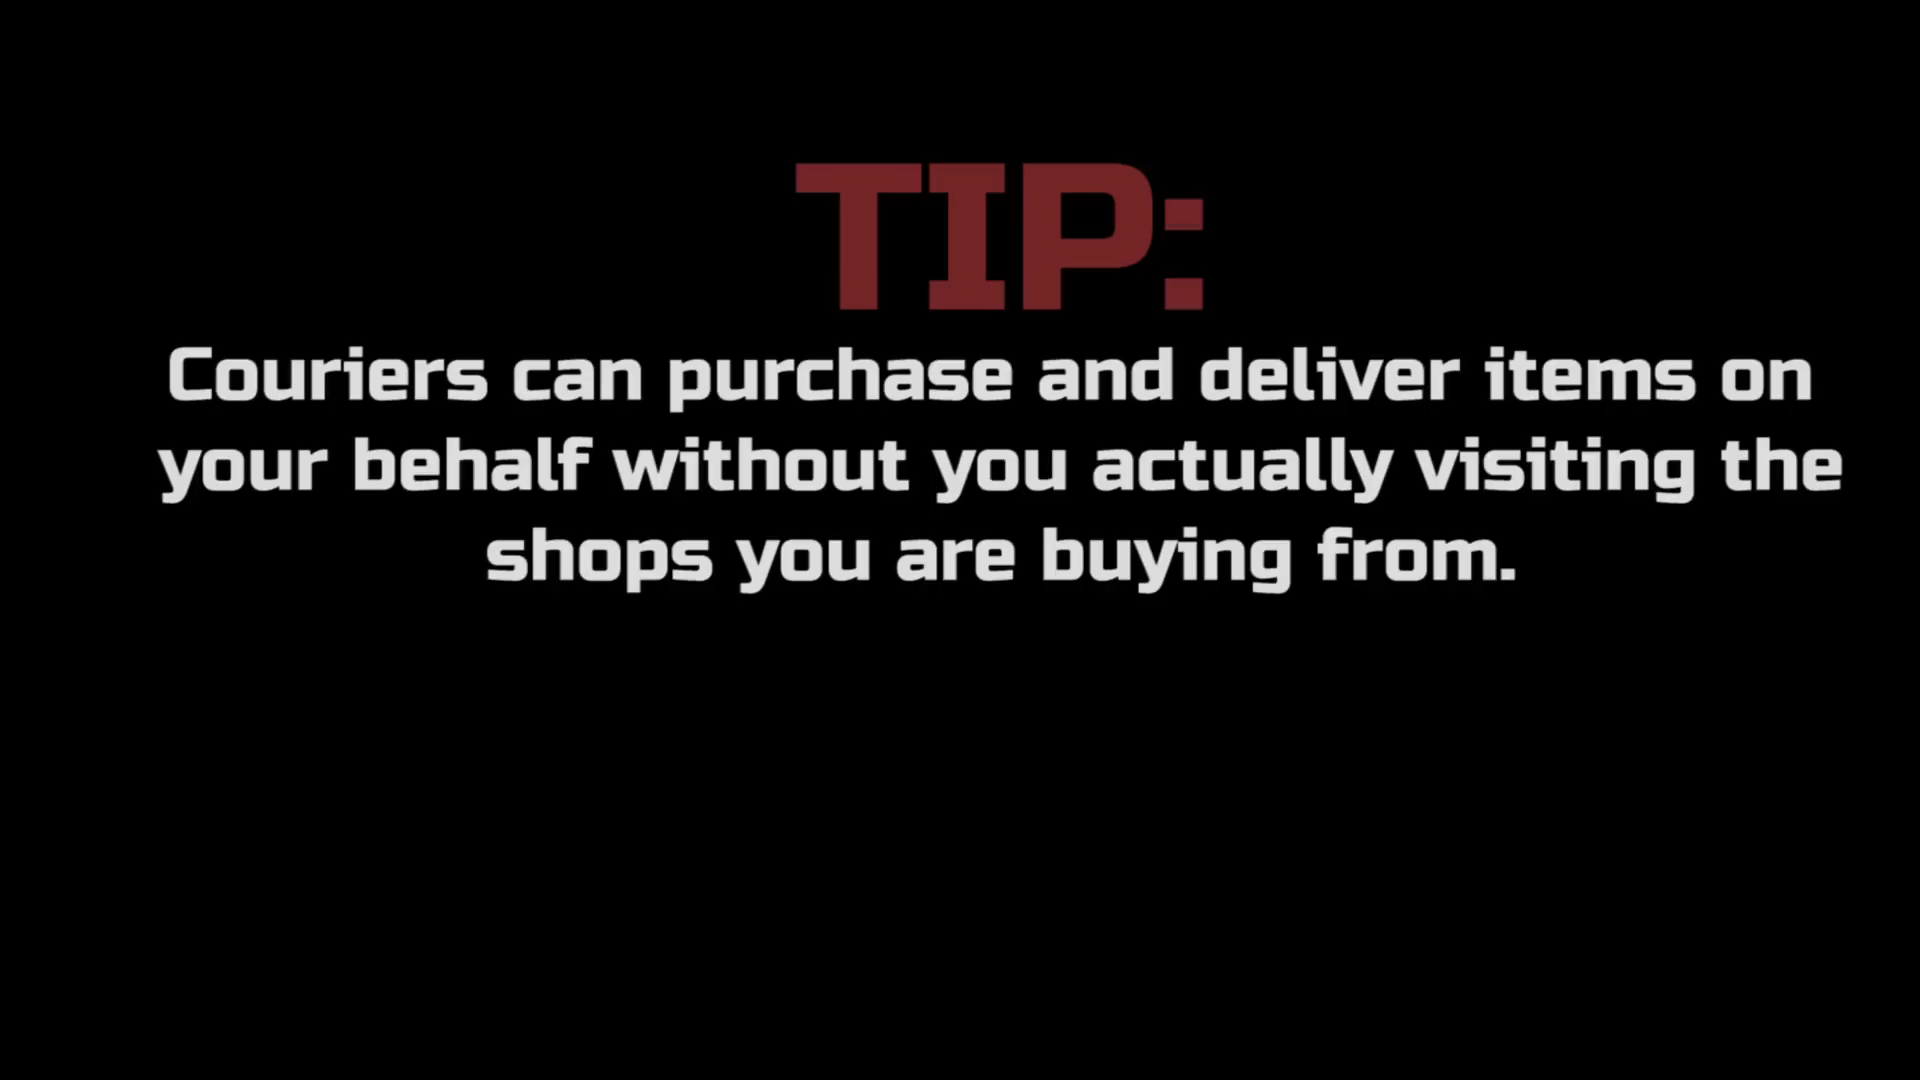 TIP:
Couriers can purchase and deliver items on
your behalf without you actually visiting the
shops you are buying from.